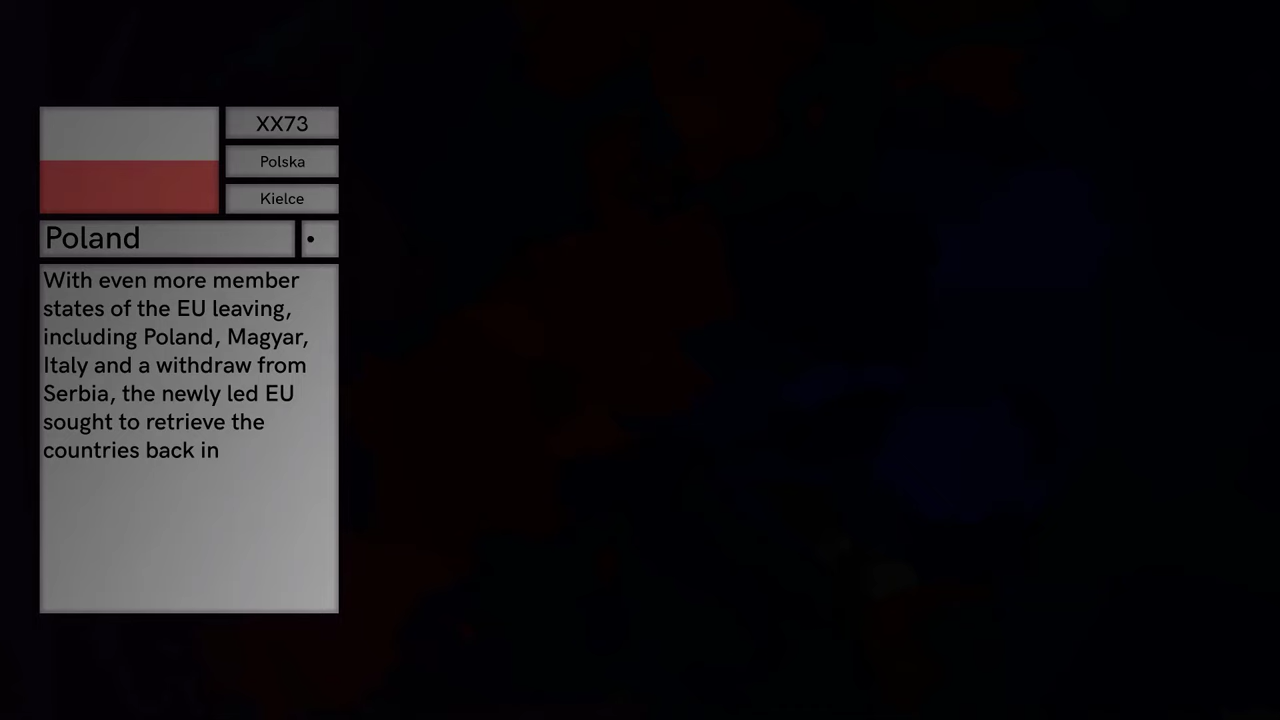 XX73
Polska
Kielce
Poland
•
With even more member
states of the EU leaving,
including Poland, Magyar,
Italy and a withdraw from
Serbia, the newly led EU
sought to retrieve the
countries back in